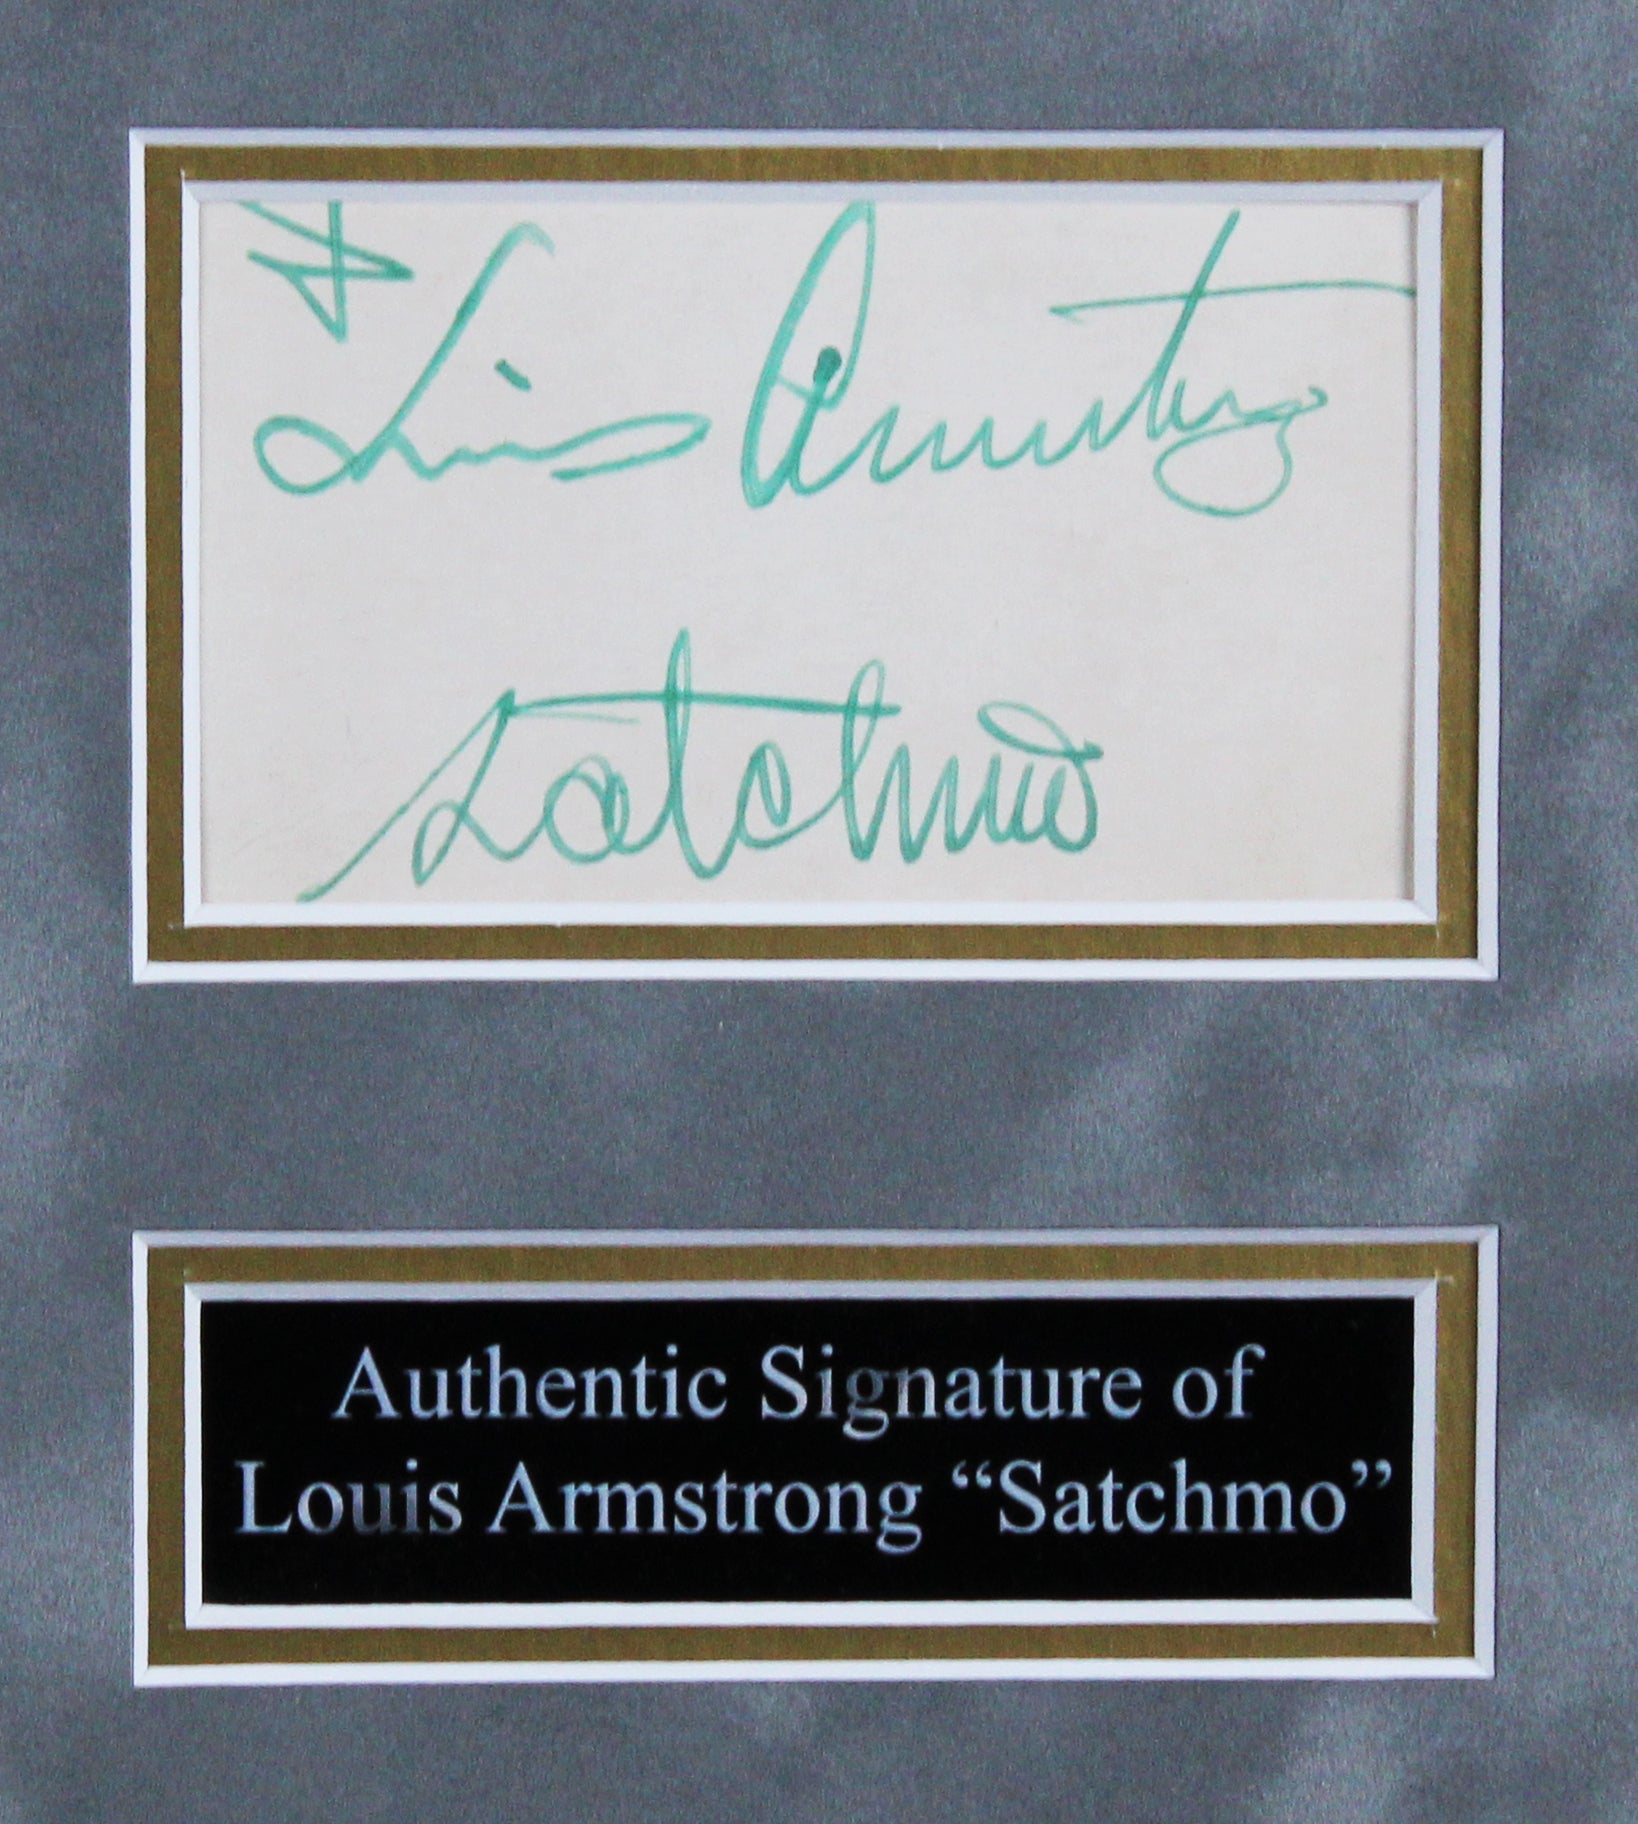 Louis Armstrong
Satchmo
Authentic Signature of
Louis Armstrong “Satchmo”